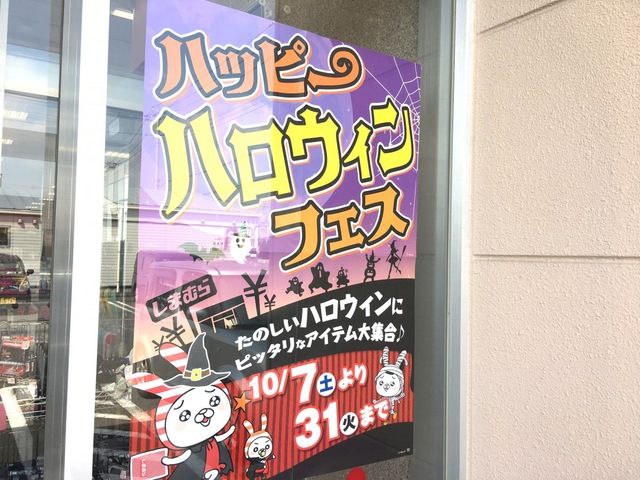 ハッピー
ハロウィン
フェス
しまむら
たのしいハロウィンに
ピッタリなアイテム大集合♪
10/7土より
31火まで